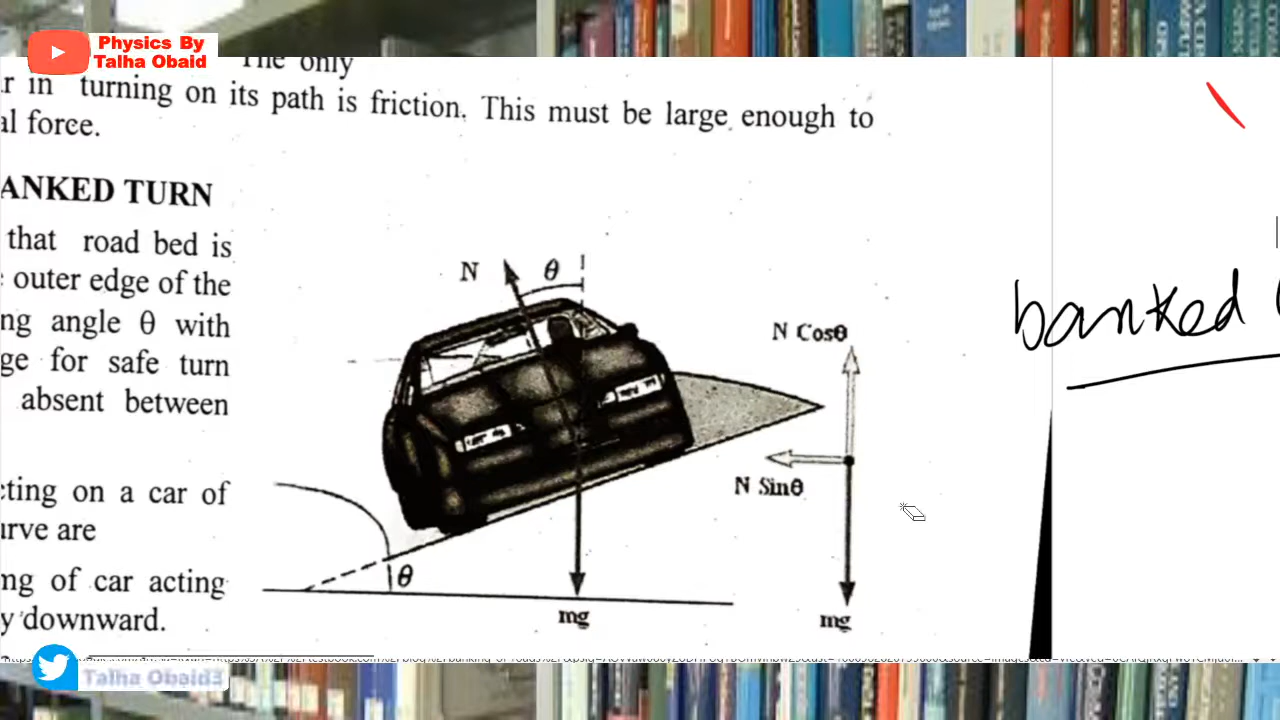 Physics By
Talha Obaid
The only
r in turning on its path is friction. This must be large enough to
al force.
ANKED TURN
that road bed is
outer edge of the
ng angle θ with
ge for safe turn
absent between
cting on a car of
urve are
mg of car acting
y downward.
N θ
N Cosθ
N Sinθ
θ
mg
mg
banked
Talha Obaid3